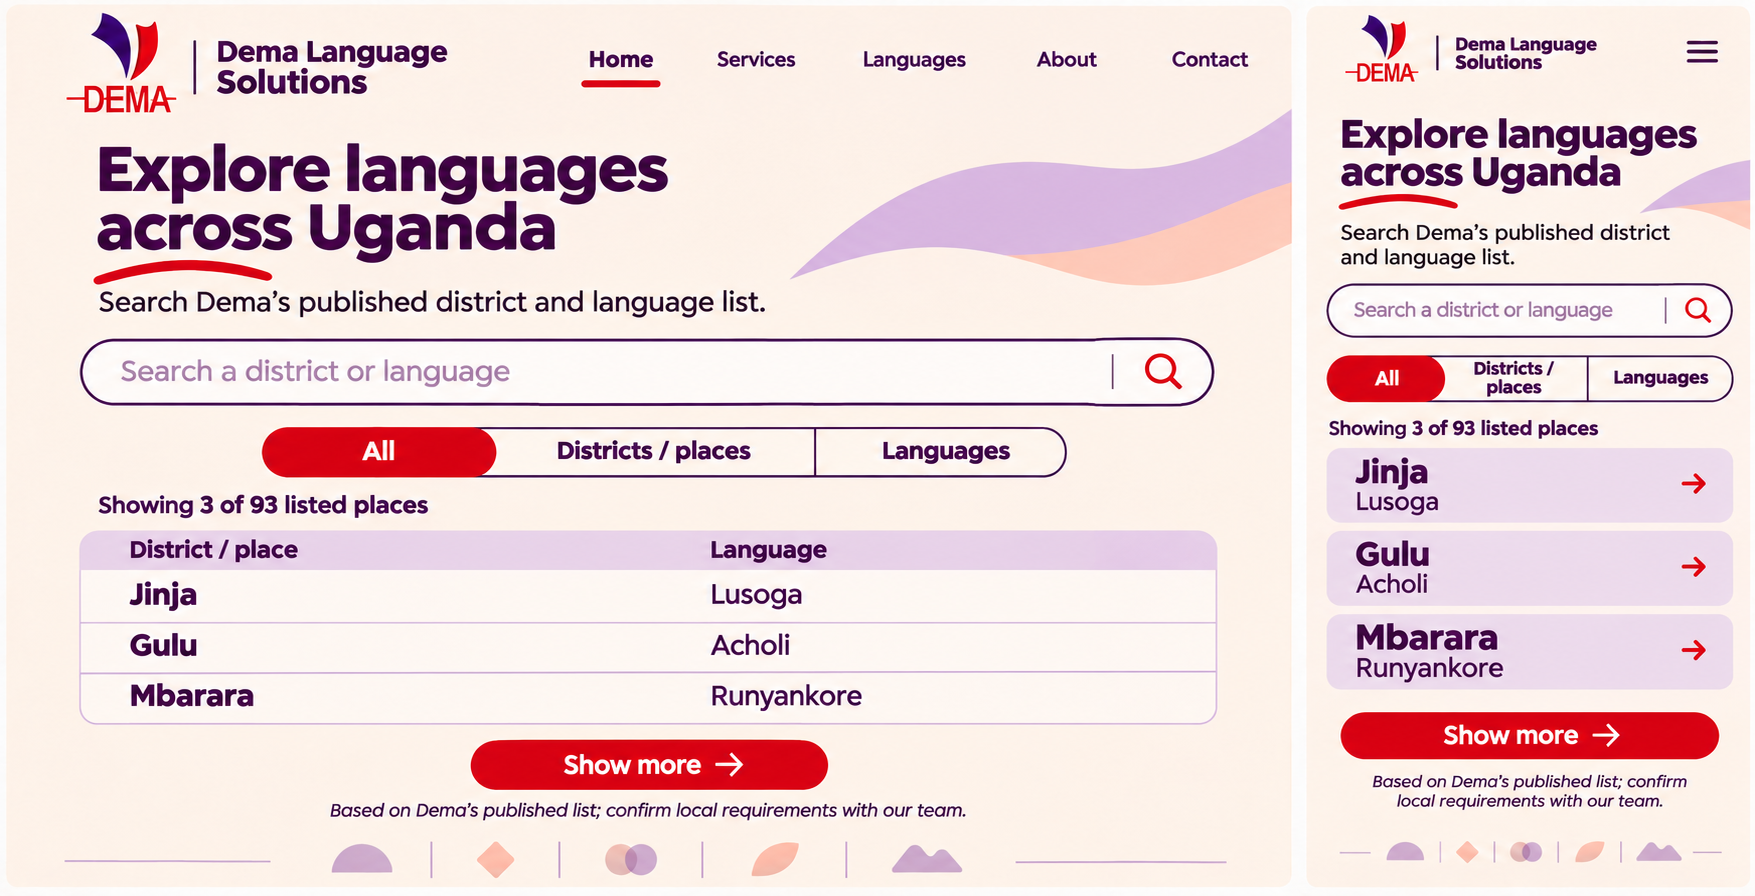 DEMA
Dema Language
Solutions
Home
Services
Languages
About
Contact
Explore languages
across Uganda
Search Dema’s published district and language list.
Search a district or language
All
Districts / places
Languages
Showing 3 of 93 listed places
District / place
Language
Jinja
Lusoga
Gulu
Acholi
Mbarara
Runyankore
Show more →
Based on Dema’s published list; confirm local requirements with our team.
DEMA
Dema Language
Solutions
Explore languages
across Uganda
Search Dema’s published district
and language list.
Search a district or language
All
Districts /
places
Languages
Showing 3 of 93 listed places
Jinja
Lusoga
→
Gulu
Acholi
→
Mbarara
Runyankore
→
Show more →
Based on Dema’s published list; confirm
local requirements with our team.